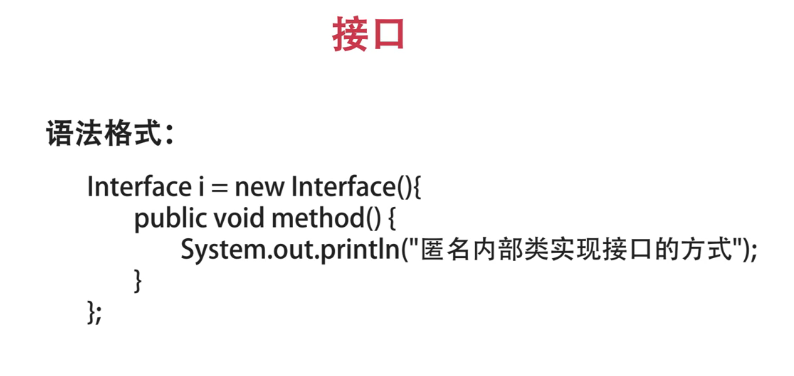 接口
语法格式：
Interface i = new Interface(){
public void method() {
System.out.println("匿名内部类实现接口的方式");
}
};